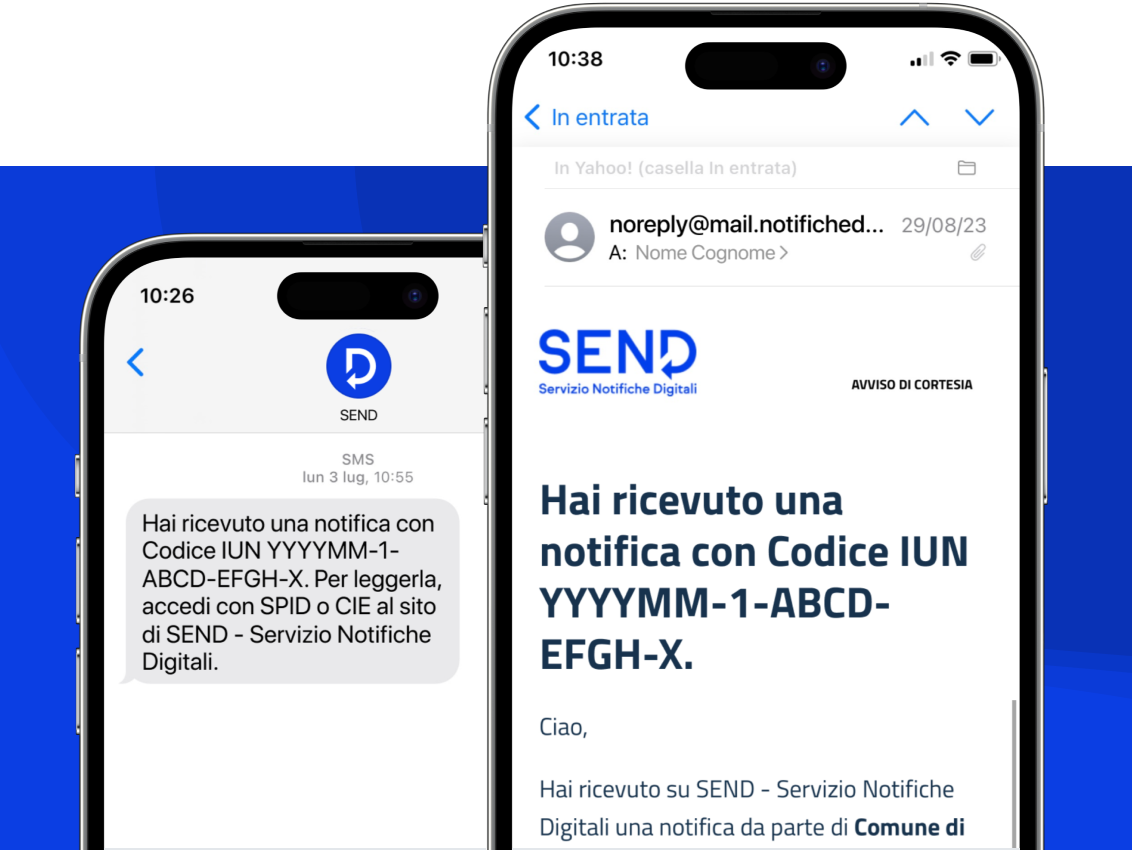 10:26
SEND
SMS
lun 3 lug, 10:55
Hai ricevuto una notifica con
Codice IUN YYYYMM-1-
ABCD-EFGH-X. Per leggerla,
accedi con SPID o CIE al sito
di SEND - Servizio Notifiche
Digitali.
10:38
In entrata
In Yahoo! (casella In entrata)
noreply@mail.notifiched... 29/08/23
A: Nome Cognome
SEND
Servizio Notifiche Digitali
AVVISO DI CORTESIA
Hai ricevuto una
notifica con Codice IUN
YYYYMM-1-ABCD-
EFGH-X.
Ciao,
Hai ricevuto su SEND - Servizio Notifiche
Digitali una notifica da parte di Comune di